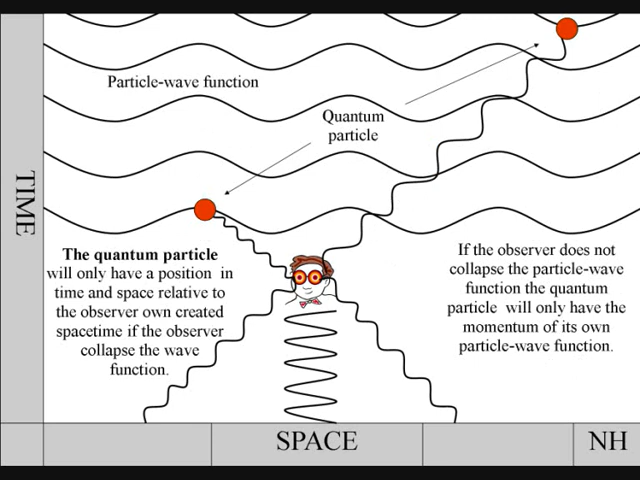 Particle-wave function
Quantum
particle
TIME
The quantum particle
will only have a position in
time and space relative to
the observer own created
spacetime if the observer
collapse the wave
function.
If the observer does not
collapse the particle-wave
function the quantum
particle will only have the
momentum of its own
particle-wave function.
SPACE
NH